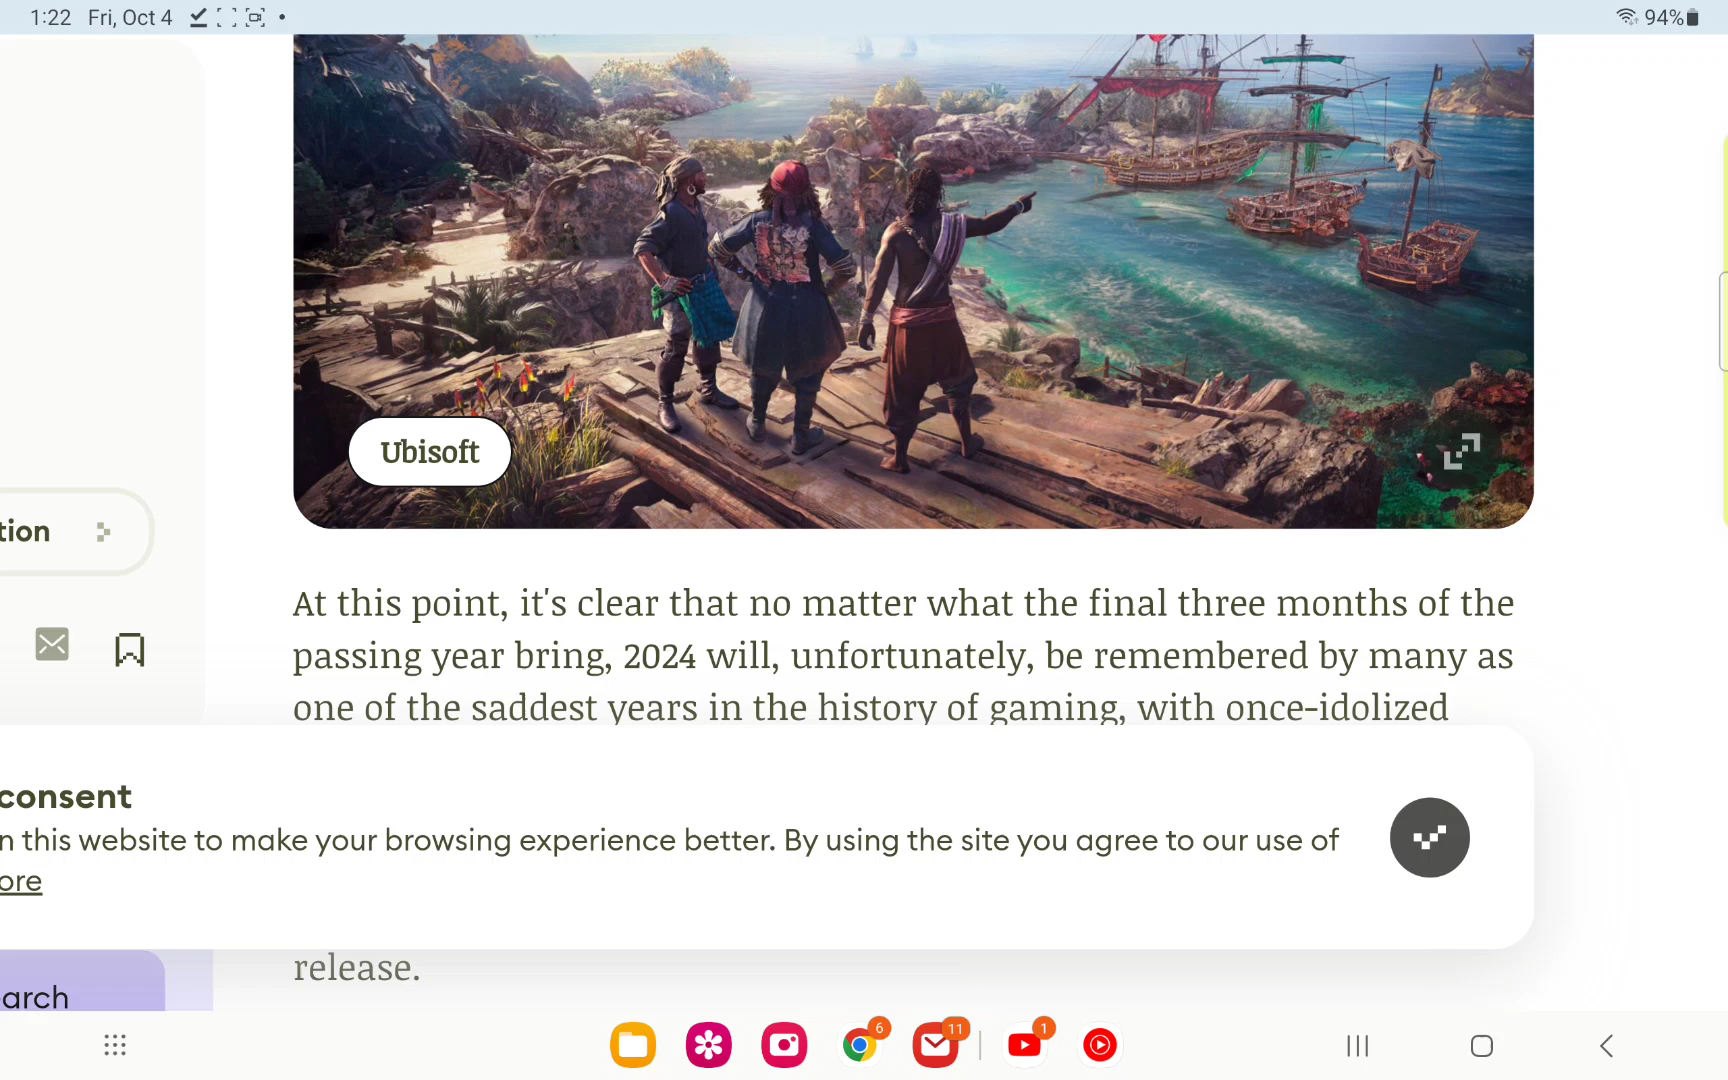 1:22 Fri, Oct 4
94%
Ubisoft
tion
At this point, it's clear that no matter what the final three months of the
passing year bring, 2024 will, unfortunately, be remembered by many as
one of the saddest years in the history of gaming, with once-idolized
consent
n this website to make your browsing experience better. By using the site you agree to our use of
ore
release.
arch
6
11
1